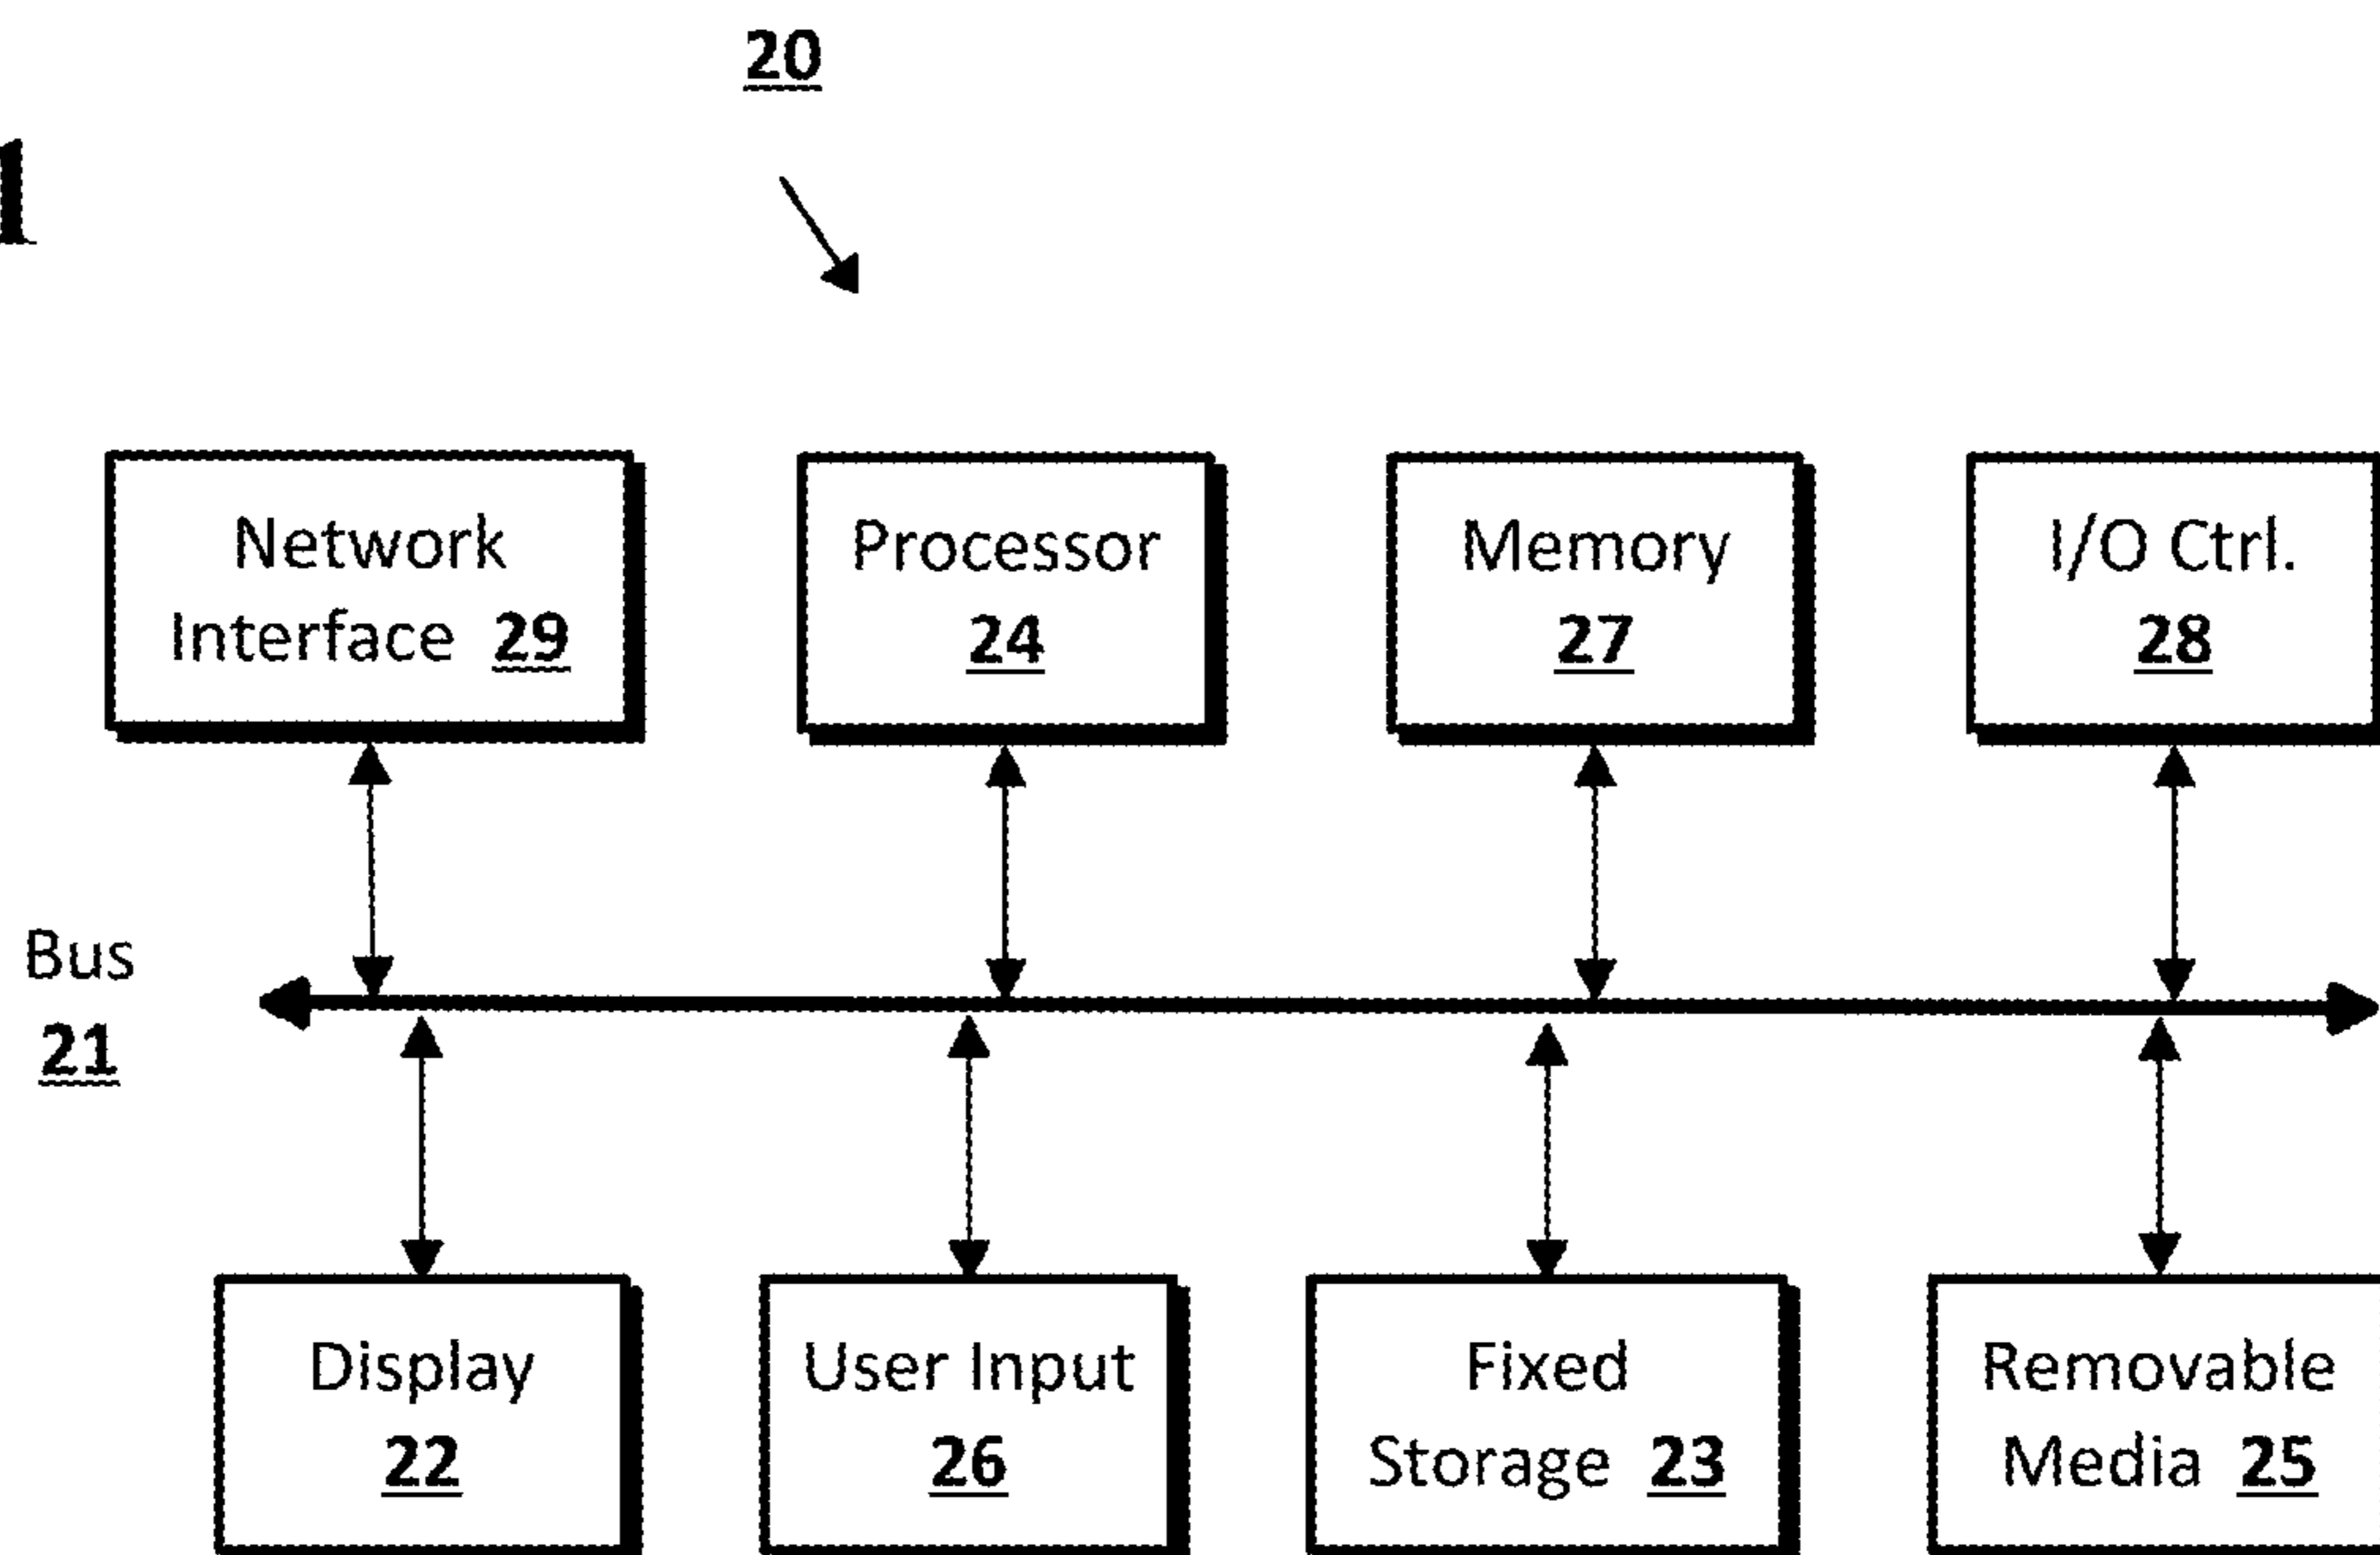 20
1
Network
Interface 29
Processor
24
Memory
27
I/O Ctrl.
28
Bus
21
Display
22
User Input
26
Fixed
Storage 23
Removable
Media 25